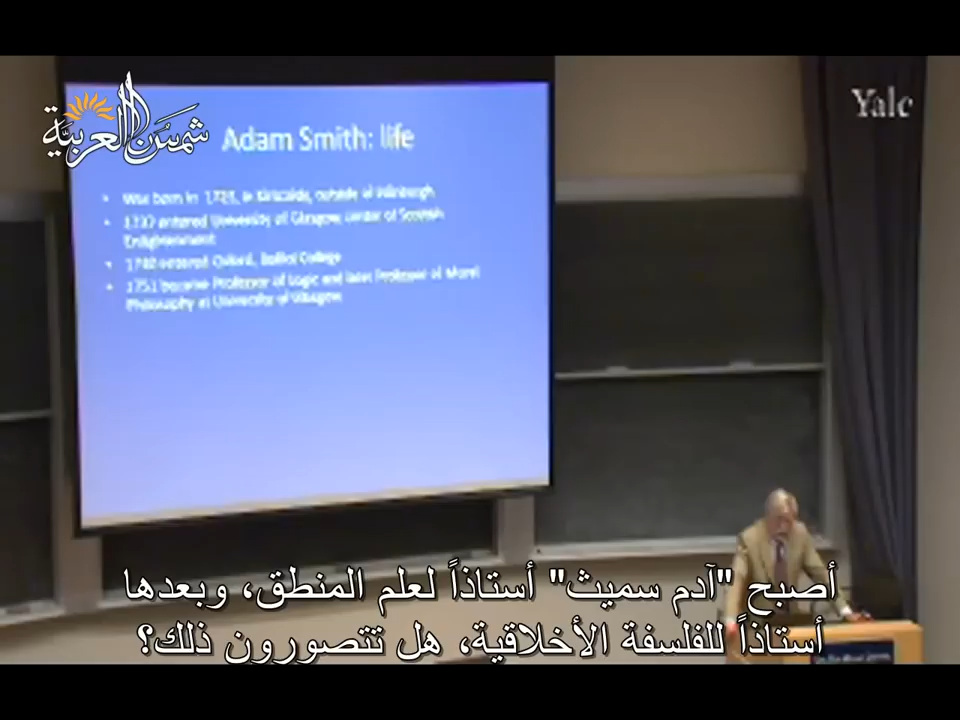 شمس العربية
Yale
Adam Smith: life
• Was born in 1723, in Kirkcaldy, outside of Edinburgh
• 1737 entered University of Glasgow center of Scottish
Enlightenment
• 1740 entered Oxford, Balliol College
• 1751 became Professor of Logic and later Professor of Moral
Philosophy at University of Glasgow
أصبح "آدم سميث" أستاذاً لعلم المنطق، وبعدها
أستاذاً للفلسفة الأخلاقية، هل تتصورون ذلك؟